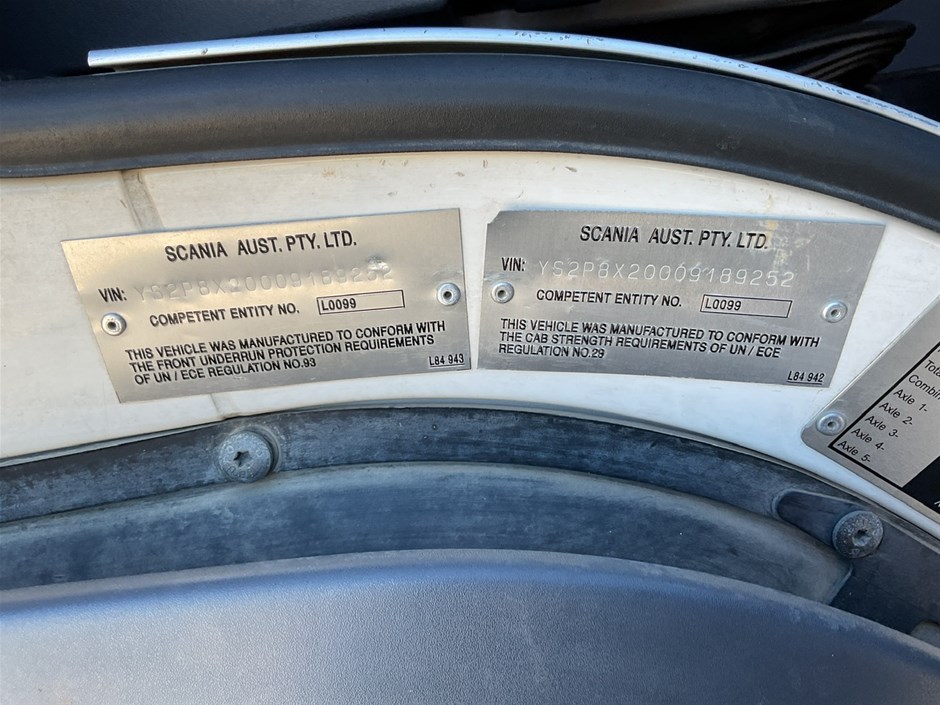 SCANIA AUST. PTY. LTD.
VIN: YS2P8X20009189252
COMPETENT ENTITY NO. L0099
THIS VEHICLE WAS MANUFACTURED TO CONFORM WITH
THE FRONT UNDERRUN PROTECTION REQUIREMENTS
OF UN / ECE REGULATION NO.93
L84 943
SCANIA AUST. PTY. LTD.
VIN: YS2P8X20009189252
COMPETENT ENTITY NO. L0099
THIS VEHICLE WAS MANUFACTURED TO CONFORM WITH
THE CAB STRENGTH REQUIREMENTS OF UN / ECE
REGULATION NO.29
L84 942
Tota
Combin
Axle 1-
Axle 2-
Axle 3-
Axle 4-
Axle 5-